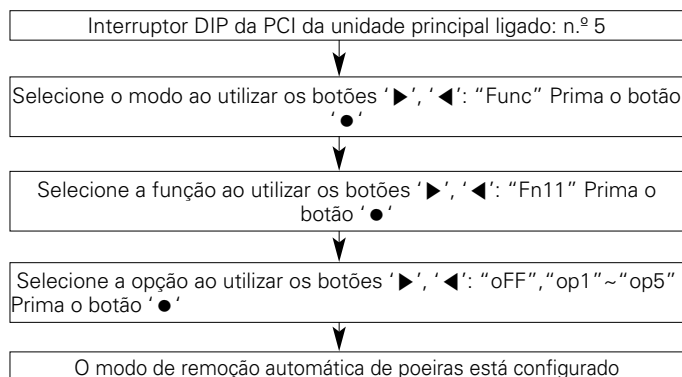 Interruptor DIP da PCI da unidade principal ligado: n.º 5
Selecione o modo ao utilizar os botões ‘▶’, ‘◀’: “Func” Prima o botão
‘●‘
Selecione a função ao utilizar os botões ‘▶’, ‘◀’: “Fn11” Prima o
botão ‘●‘
Selecione a opção ao utilizar os botões ‘▶’, ‘◀’: “oFF”,“op1”~“op5”
Prima o botão ‘●‘
O modo de remoção automática de poeiras está configurado